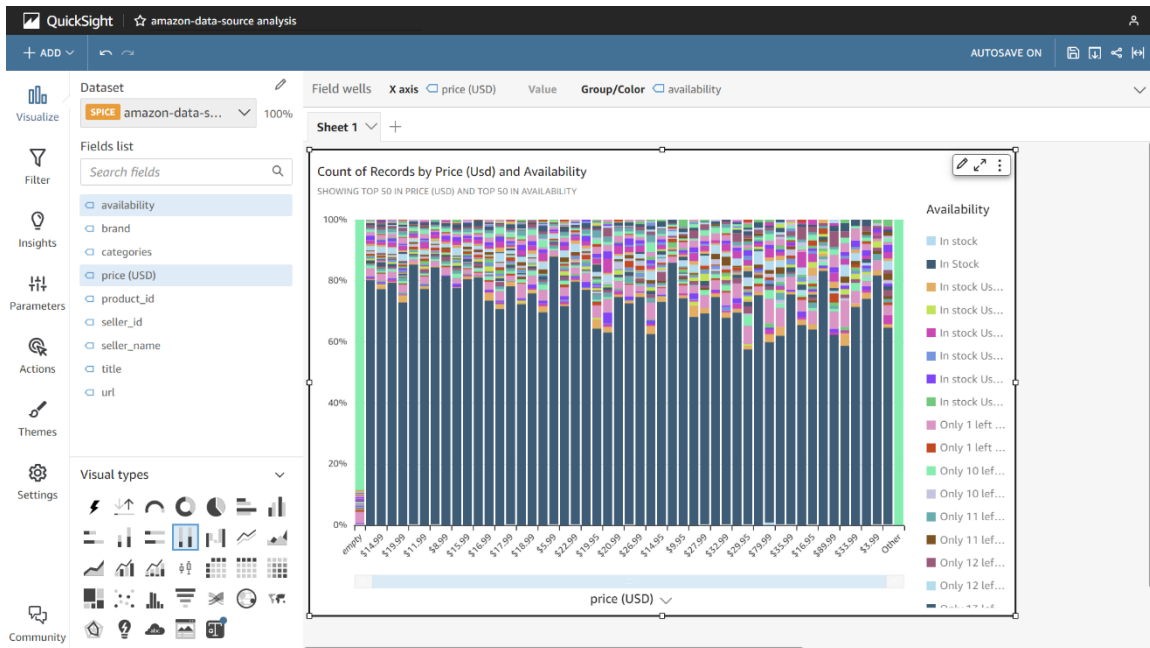 QuickSight amazon-data-source analysis
ADD
AUTOSAVE ON
Visualize
Filter
Insights
Parameters
Actions
Themes
Settings
Community
Dataset
SPICE amazon-data-s... 100%
Fields list
Search fields
availability
brand
categories
price (USD)
product_id
seller_id
seller_name
title
url
Visual types
Field wells X axis price (USD) Value Group/Color availability
Sheet 1
Count of Records by Price (Usd) and Availability
SHOWING TOP 50 IN PRICE (USD) AND TOP 50 IN AVAILABILITY
100%
80%
60%
40%
20%
0%
empty $14.99 $19.99 $11.99 $8.99 $15.99 $16.99 $17.99 $18.99 $5.99 $22.99 $19.95 $20.99 $26.99 $14.95 $9.95 $27.99 $32.99 $29.95 $79.99 $35.99 $16.95 $89.99 $33.99 $3.99 Other
price (USD)
Availability
In stock
In Stock
In stock Us...
In stock Us...
In stock Us...
In stock Us...
In stock Us...
In stock Us...
Only 1 left ...
Only 1 left ...
Only 10 lef...
Only 10 lef...
Only 11 lef...
Only 11 lef...
Only 12 lef...
Only 12 lef...